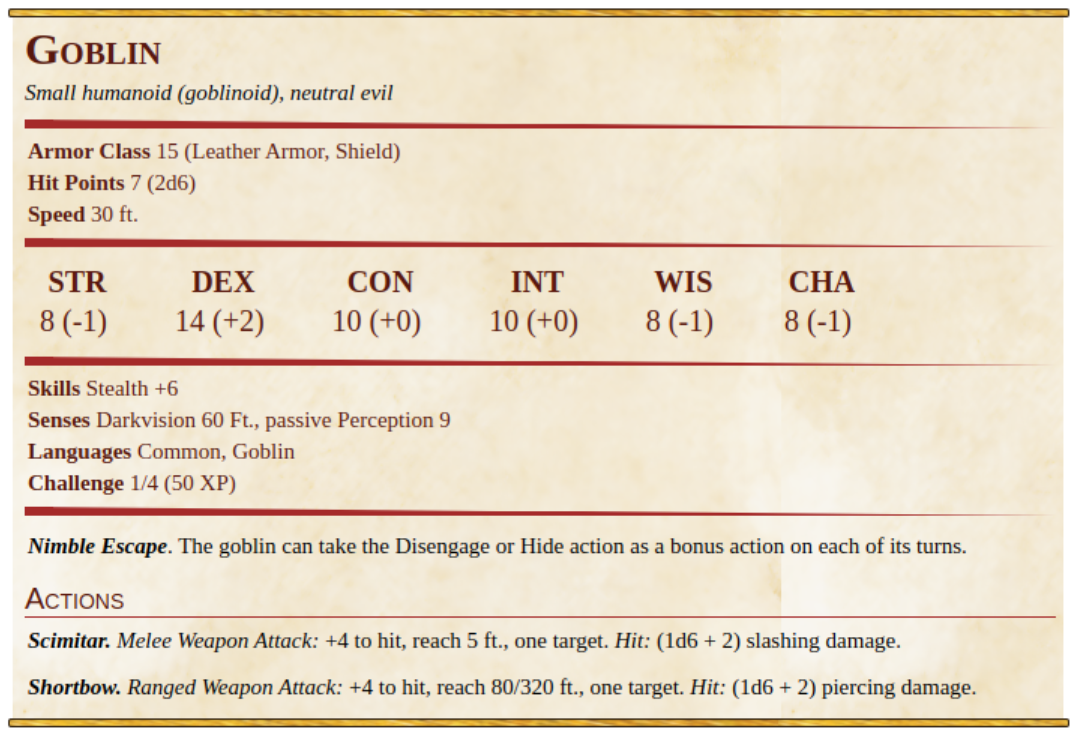 Goblin
Small humanoid (goblinoid), neutral evil
Armor Class 15 (Leather Armor, Shield)
Hit Points 7 (2d6)
Speed 30 ft.
STR DEX CON INT WIS CHA
8 (-1) 14 (+2) 10 (+0) 10 (+0) 8 (-1) 8 (-1)
Skills Stealth +6
Senses Darkvision 60 Ft., passive Perception 9
Languages Common, Goblin
Challenge 1/4 (50 XP)
Nimble Escape. The goblin can take the Disengage or Hide action as a bonus action on each of its turns.
Actions
Scimitar. Melee Weapon Attack: +4 to hit, reach 5 ft., one target. Hit: (1d6 + 2) slashing damage.
Shortbow. Ranged Weapon Attack: +4 to hit, reach 80/320 ft., one target. Hit: (1d6 + 2) piercing damage.